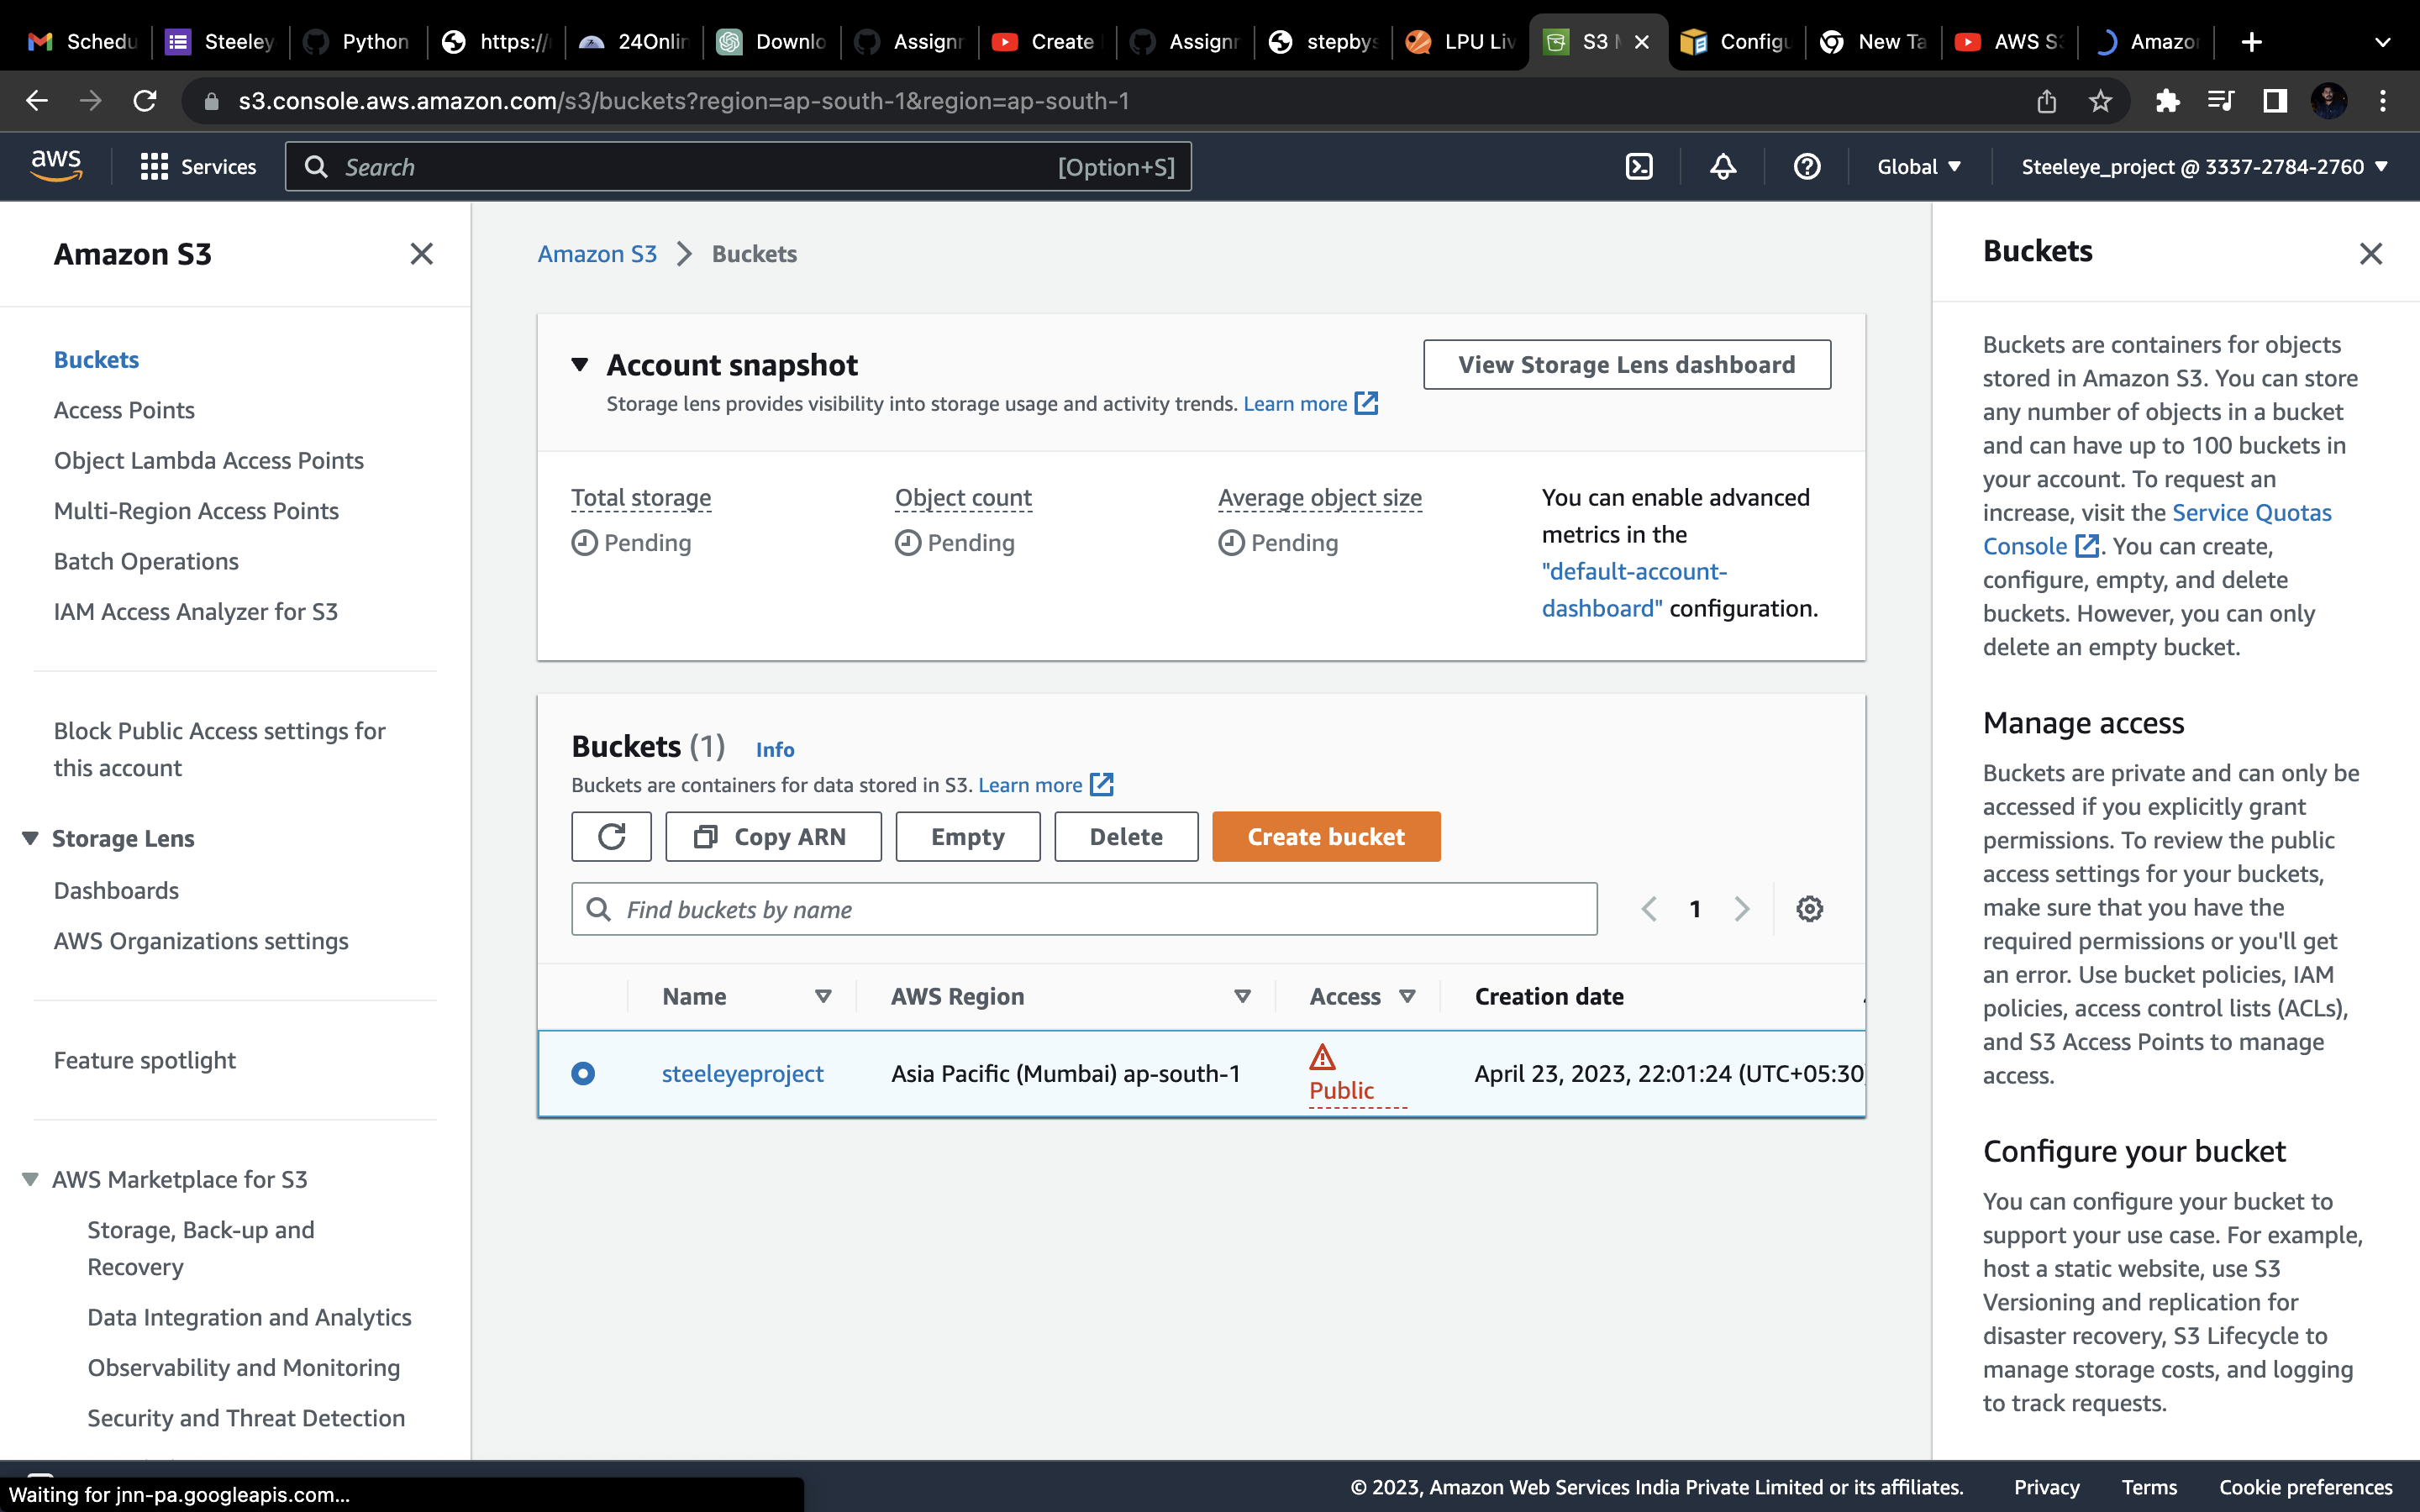 Schedu
Steeley
Python
https://
24Onlin
Downlo
Assignr
Create
Assignr
stepbys
LPU Liv
S3 M
Configu
New Ta
AWS S3
Amazor
s3.console.aws.amazon.com/s3/buckets?region=ap-south-1&region=ap-south-1
aws
Services
Search
[Option+S]
Global
Steeleye_project @ 3337-2784-2760
Amazon S3
Buckets
Access Points
Object Lambda Access Points
Multi-Region Access Points
Batch Operations
IAM Access Analyzer for S3
Block Public Access settings for
this account
Storage Lens
Dashboards
AWS Organizations settings
Feature spotlight
AWS Marketplace for S3
Storage, Back-up and
Recovery
Data Integration and Analytics
Observability and Monitoring
Security and Threat Detection
Amazon S3 > Buckets
Account snapshot
Storage lens provides visibility into storage usage and activity trends. Learn more
View Storage Lens dashboard
Total storage
Pending
Object count
Pending
Average object size
Pending
You can enable advanced
metrics in the
"default-account-
dashboard" configuration.
Buckets (1) Info
Buckets are containers for data stored in S3. Learn more
Copy ARN
Empty
Delete
Create bucket
Find buckets by name
1
Name
AWS Region
Access
Creation date
steeleyeproject
Asia Pacific (Mumbai) ap-south-1
Public
April 23, 2023, 22:01:24 (UTC+05:30)
Buckets
Buckets are containers for objects
stored in Amazon S3. You can store
any number of objects in a bucket
and can have up to 100 buckets in
your account. To request an
increase, visit the Service Quotas
Console . You can create,
configure, empty, and delete
buckets. However, you can only
delete an empty bucket.
Manage access
Buckets are private and can only be
accessed if you explicitly grant
permissions. To review the public
access settings for your buckets,
make sure that you have the
required permissions or you'll get
an error. Use bucket policies, IAM
policies, access control lists (ACLs),
and S3 Access Points to manage
access.
Configure your bucket
You can configure your bucket to
support your use case. For example,
host a static website, use S3
Versioning and replication for
disaster recovery, S3 Lifecycle to
manage storage costs, and logging
to track requests.
Waiting for jnn-pa.googleapis.com...
© 2023, Amazon Web Services India Private Limited or its affiliates.
Privacy
Terms
Cookie preferences